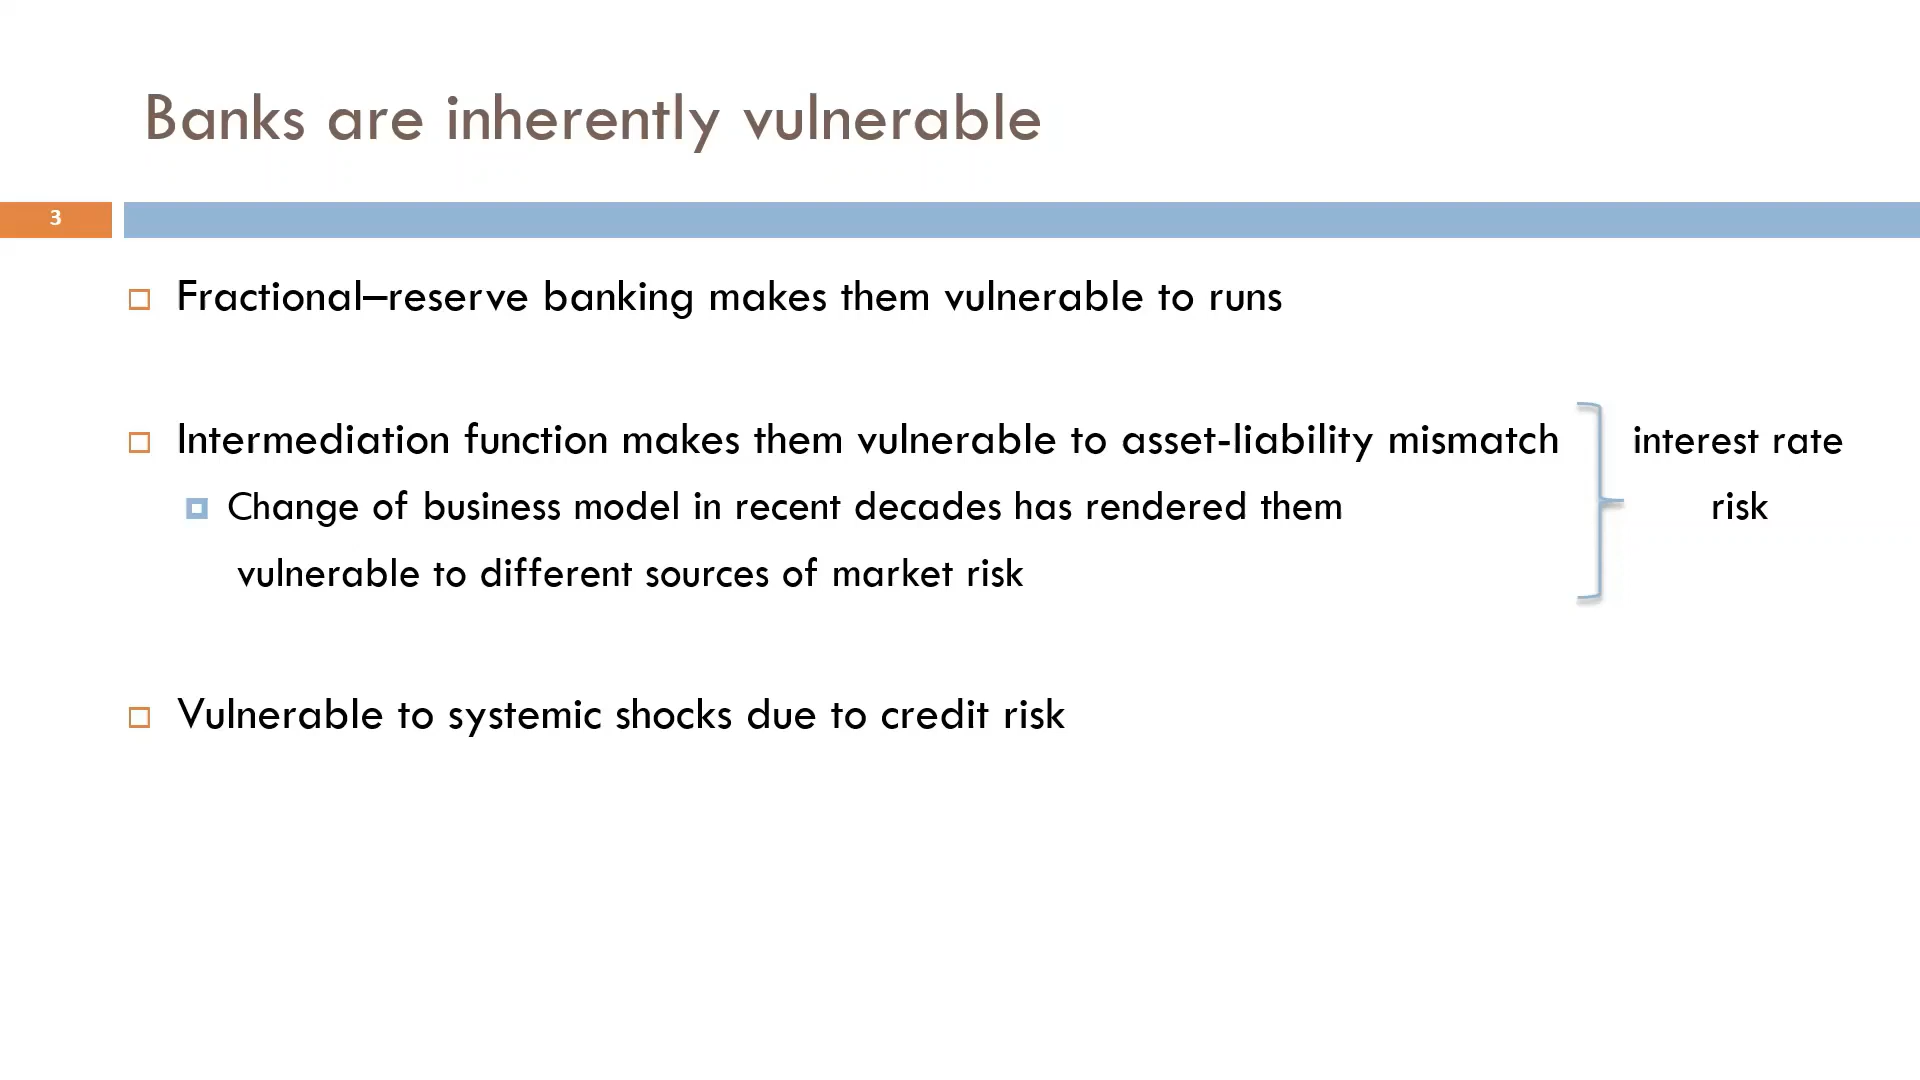 Banks are inherently vulnerable
3
Fractional–reserve banking makes them vulnerable to runs
Intermediation function makes them vulnerable to asset-liability mismatch
Change of business model in recent decades has rendered them
vulnerable to different sources of market risk
interest rate
risk
Vulnerable to systemic shocks due to credit risk